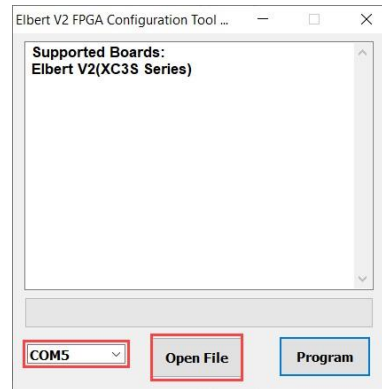 Elbert V2 FPGA Configuration Tool ...
Supported Boards:
Elbert V2(XC3S Series)
COM5
Open File
Program